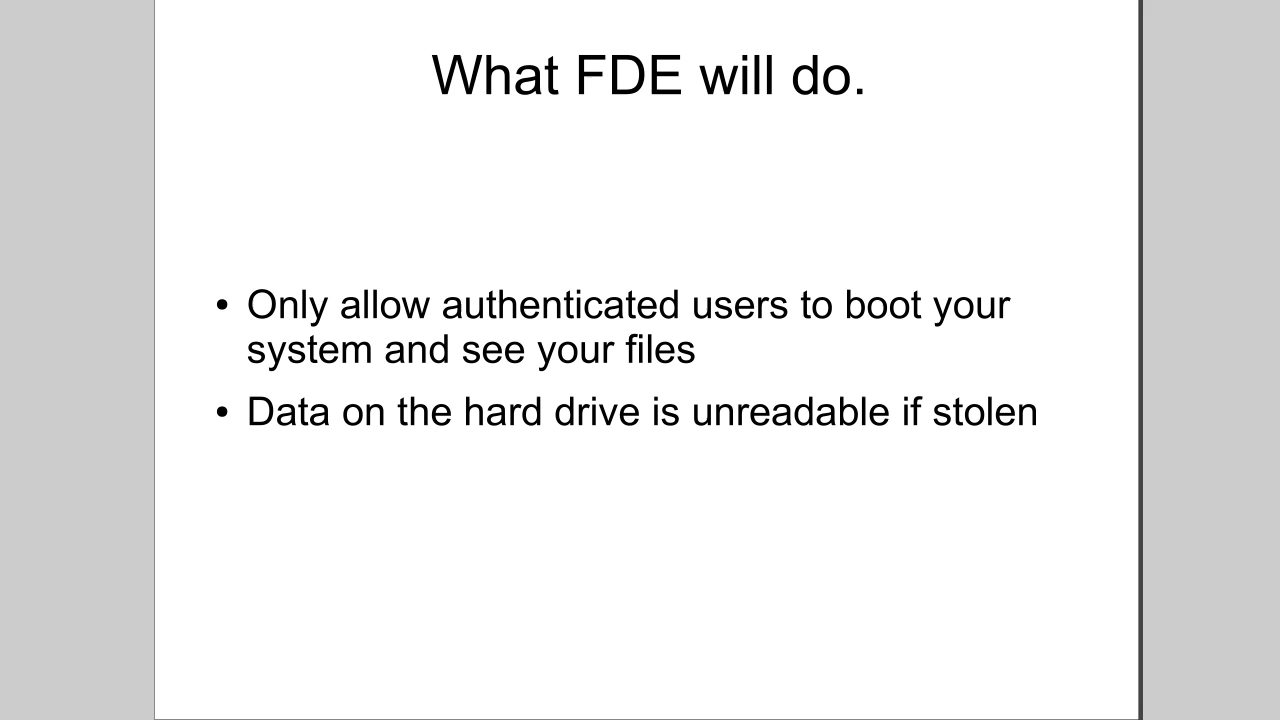 What FDE will do.
• Only allow authenticated users to boot your
system and see your files
• Data on the hard drive is unreadable if stolen